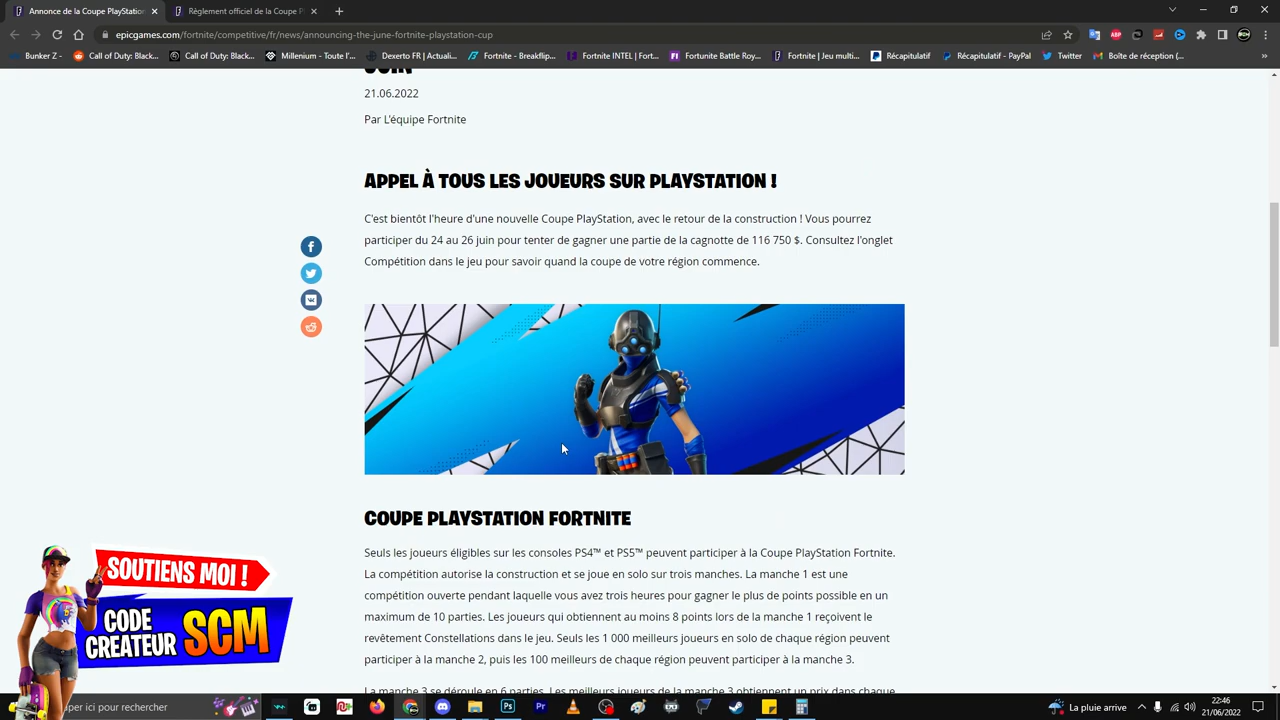 Annonce de la Coupe PlayStation
Règlement officiel de la Coupe Pl
epicgames.com/fortnite/competitive/fr/news/announcing-the-june-fortnite-playstation-cup
Bunker Z -
Call of Duty: Black...
Call of Duty: Black...
Millenium - Toute l'...
Dexerto FR | Actuali...
Fortnite - Breakflip...
Fortnite INTEL | Fort...
Fortunite Battle Roy...
Fortnite | Jeu multi...
Récapitulatif
Récapitulatif - PayPal
Twitter
Boîte de réception (...
JUIN
21.06.2022
Par L'équipe Fortnite
APPEL À TOUS LES JOUEURS SUR PLAYSTATION !
C'est bientôt l'heure d'une nouvelle Coupe PlayStation, avec le retour de la construction ! Vous pourrez
participer du 24 au 26 juin pour tenter de gagner une partie de la cagnotte de 116 750 $. Consultez l'onglet
Compétition dans le jeu pour savoir quand la coupe de votre région commence.
COUPE PLAYSTATION FORTNITE
Seuls les joueurs éligibles sur les consoles PS4™ et PS5™ peuvent participer à la Coupe PlayStation Fortnite.
La compétition autorise la construction et se joue en solo sur trois manches. La manche 1 est une
compétition ouverte pendant laquelle vous avez trois heures pour gagner le plus de points possible en un
maximum de 10 parties. Les joueurs qui obtiennent au moins 8 points lors de la manche 1 reçoivent le
revêtement Constellations dans le jeu. Seuls les 1 000 meilleurs joueurs en solo de chaque région peuvent
participer à la manche 2, puis les 100 meilleurs de chaque région peuvent participer à la manche 3.
La manche 3 se déroule en 6 parties. Les meilleurs joueurs de la manche 3 obtiennent un prix dans chaque
SOUTIENS MOI !
CODE
CREATEUR SCM
aper ici pour rechercher
La pluie arrive
22:46
21/06/2022